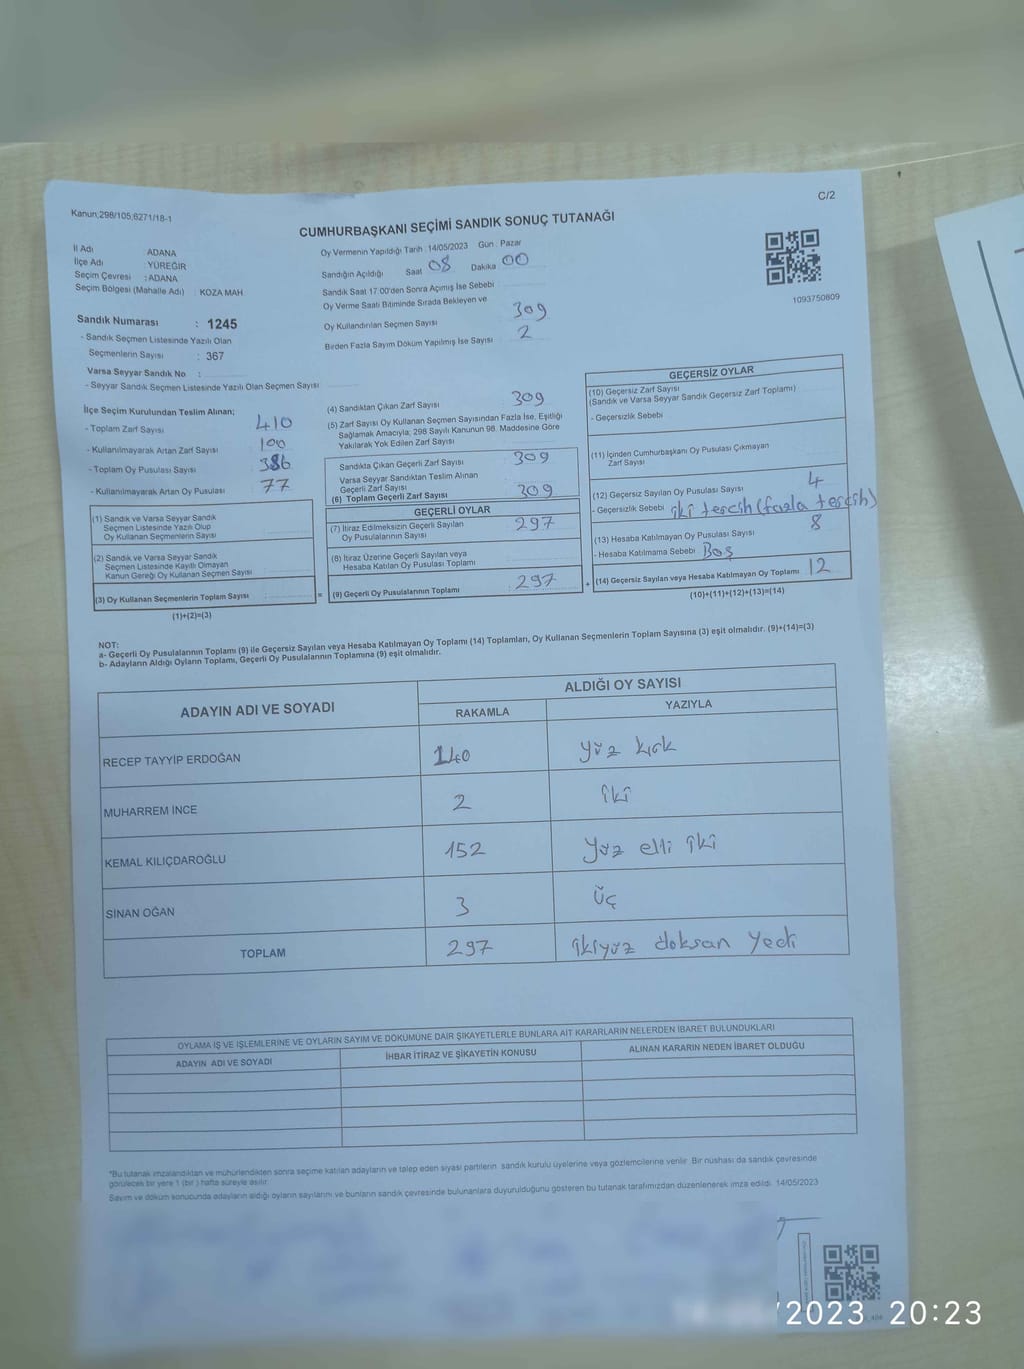 C/2
Kanun;298/105;6271/18-1
CUMHURBAŞKANI SEÇİMİ SANDIK SONUÇ TUTANAĞI
İl Adı : ADANA
İlçe Adı : YÜREĞİR
Seçim Çevresi : ADANA
Seçim Bölgesi (Mahalle Adı) : KOZA MAH.
Sandık Numarası : 1245
- Sandık Seçmen Listesinde Yazılı Olan
Seçmenlerin Sayısı : 367
Varsa Seyyar Sandık No :
- Seyyar Sandık Seçmen Listesinde Yazılı Olan Seçmen Sayısı
Oy Vermenin Yapıldığı Tarih : 14/05/2023 Gün : Pazar
Sandığın Açıldığı Saat 08 Dakika 00
Sandık Saat 17:00'den Sonra Açımış İse Sebebi
Oy Verme Saati Bitiminde Sırada Bekleyen ve
Oy Kullandırılan Seçmen Sayısı 309
Birden Fazla Sayım Döküm Yapılmış İse Sayısı 2
1093750809
İlçe Seçim Kurulundan Teslim Alınan;
- Toplam Zarf Sayısı 410
- Kullanılmayarak Artan Zarf Sayısı 100
- Toplam Oy Pusulası Sayısı 386
- Kullanılmayarak Artan Oy Pusulası 77
(1) Sandık ve Varsa Seyyar Sandık
Seçmen Listesinde Yazılı Olup
Oy Kullanan Seçmenlerin Sayısı
(2) Sandık ve Varsa Seyyar Sandık
Seçmen Listesinde Kayıtlı Olmayan
Kanun Gereği Oy Kullanan Seçmen Sayısı
(3) Oy Kullanan Seçmenlerin Toplam Sayısı :
(1)+(2)=(3)
(4) Sandıktan Çıkan Zarf Sayısı 309
(5) Zarf Sayısı Oy Kullanan Seçmen Sayısından Fazla İse, Eşitliği
Sağlamak Amacıyla; 298 Sayılı Kanunun 98. Maddesine Göre
Yakılarak Yok Edilen Zarf Sayısı
Sandıkta Çıkan Geçerli Zarf Sayısı : 309
Varsa Seyyar Sandıktan Teslim Alınan
Geçerli Zarf Sayısı
(6) Toplam Geçerli Zarf Sayısı : 309
GEÇERLİ OYLAR
(7) İtiraz Edilmeksizin Geçerli Sayılan
Oy Pusulalarının Sayısı : 297
(8) İtiraz Üzerine Geçerli Sayılan veya
Hesaba Katılan Oy Pusulası Toplamı
= (9) Geçerli Oy Pusulalarının Toplamı : 297
GEÇERSİZ OYLAR
(10) Geçersiz Zarf Sayısı
(Sandık ve Varsa Seyyar Sandık Geçersiz Zarf Toplamı)
- Geçersizlik Sebebi
(11) İçinden Cumhurbaşkanı Oy Pusulası Çıkmayan
Zarf Sayısı
(12) Geçersiz Sayılan Oy Pusulası Sayısı 4
- Geçersizlik Sebebi iki tercih (fazla tercih)
(13) Hesaba Katılmayan Oy Pusulası Sayısı 8
- Hesaba Katılmama Sebebi Boş
+ (14) Geçersiz Sayılan veya Hesaba Katılmayan Oy Toplamı 12
(10)+(11)+(12)+(13)=(14)
NOT:
a- Geçerli Oy Pusulalarının Toplamı (9) ile Geçersiz Sayılan veya Hesaba Katılmayan Oy Toplamı (14) Toplamları, Oy Kullanan Seçmenlerin Toplam Sayısına (3) eşit olmalıdır. (9)+(14)=(3)
b- Adayların Aldığı Oyların Toplamı, Geçerli Oy Pusulalarının Toplamına (9) eşit olmalıdır.
ADAYIN ADI VE SOYADI
ALDIĞI OY SAYISI
RAKAMLA YAZIYLA
RECEP TAYYİP ERDOĞAN 140 yüz kırk
MUHARREM İNCE 2 iki
KEMAL KILIÇDAROĞLU 152 yüz elli iki
SİNAN OĞAN 3 üç
TOPLAM 297 ikiyüz doksan yedi
OYLAMA İŞ VE İŞLEMLERİNE VE OYLARIN SAYIM VE DÖKÜMÜNE DAİR ŞİKAYETLERLE BUNLARA AİT KARARLARIN NELERDEN İBARET BULUNDUKLARI
ADAYIN ADI VE SOYADI İHBAR İTİRAZ VE ŞİKAYETİN KONUSU ALINAN KARARIN NEDEN İBARET OLDUĞU
*Bu tutanak imzalandıktan ve mühürlendikten sonra seçime katılan adayların ve talep eden siyasi partilerin sandık kurulu üyelerine veya gözlemcilerine verilir. Bir nüshası da sandık çevresinde
görülecek bir yere 1 (bir) hafta süreyle asılır.
Sayım ve döküm sonucunda adayların aldığı oyların sayılarını ve bunların sandık çevresinde bulunanlara duyurulduğunu gösteren bu tutanak tarafımızdan düzenlenerek imza edildi. 14/05/2023
/2023 20:23